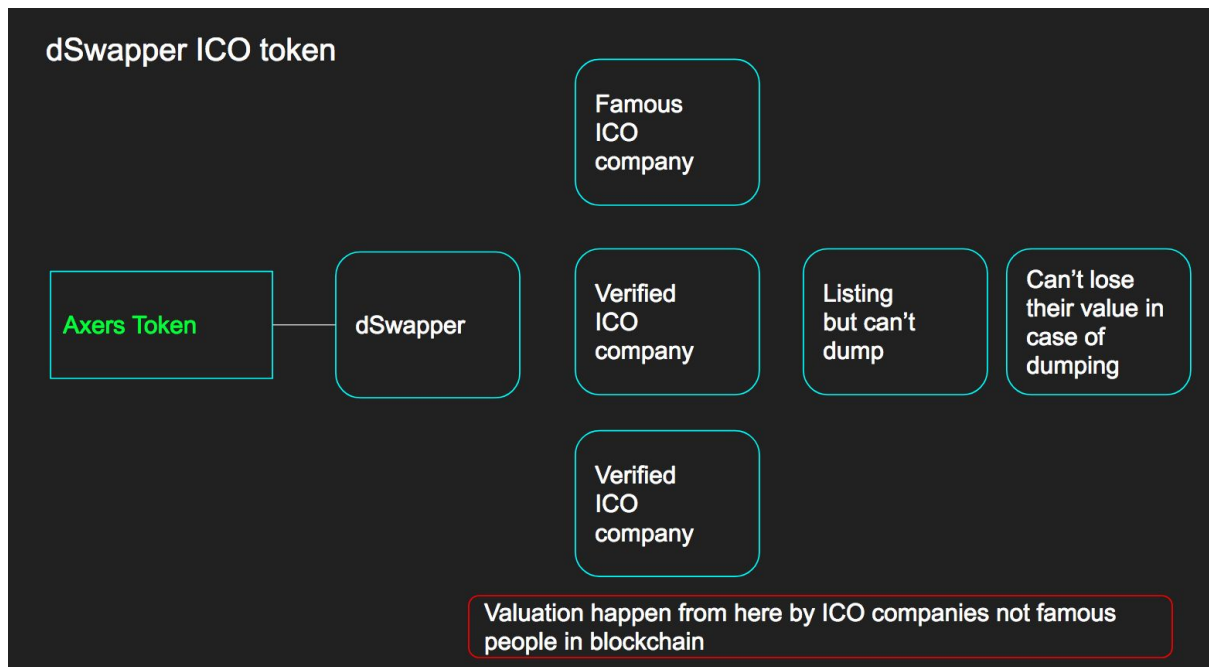 dSwapper ICO token
Famous
ICO
company
Axers Token
dSwapper
Verified
ICO
company
Listing
but can't
dump
Can't lose
their value in
case of
dumping
Verified
ICO
company
Valuation happen from here by ICO companies not famous
people in blockchain